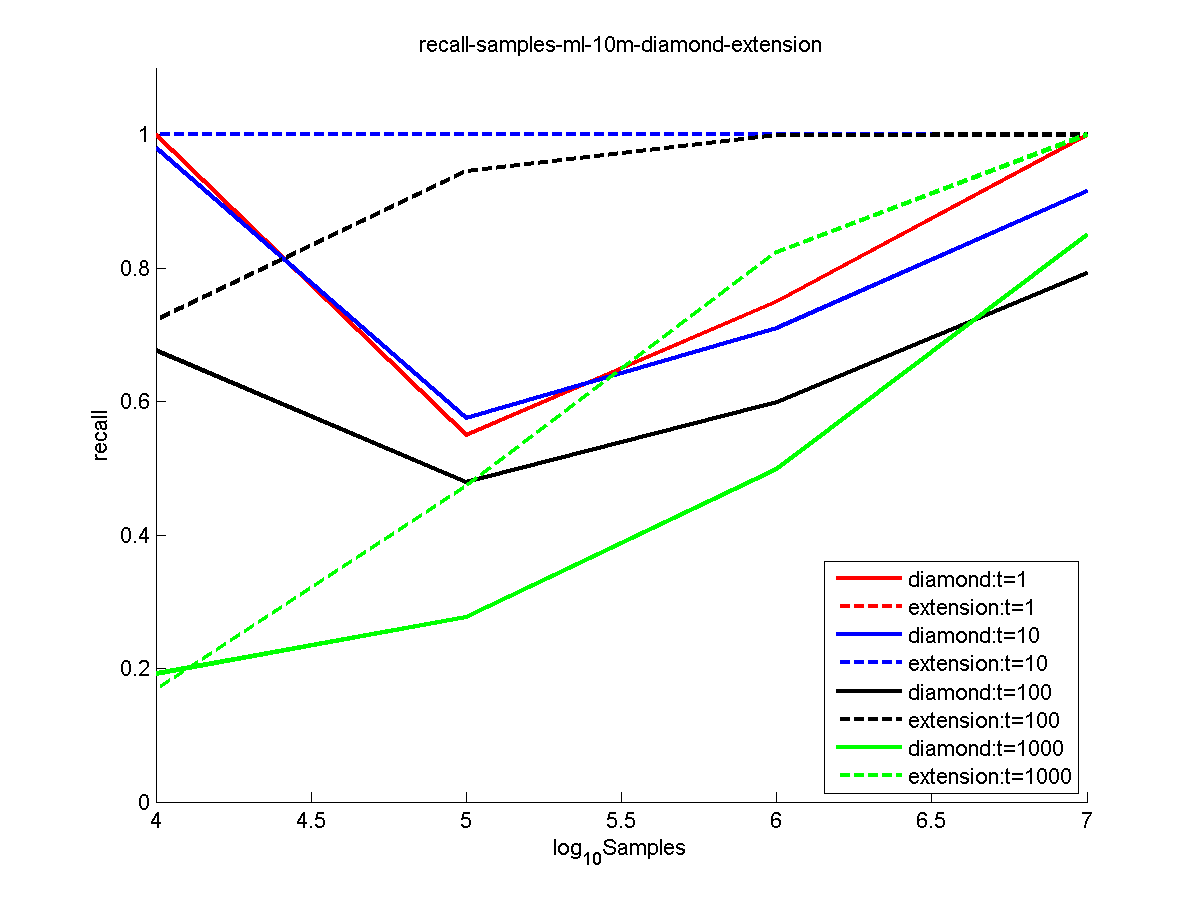 recall-samples-ml-10m-diamond-extension
1
0.8
0.6
0.4
0.2
0
recall
4 4.5 5 5.5 6 6.5 7
log10Samples
diamond:t=1
extension:t=1
diamond:t=10
extension:t=10
diamond:t=100
extension:t=100
diamond:t=1000
extension:t=1000